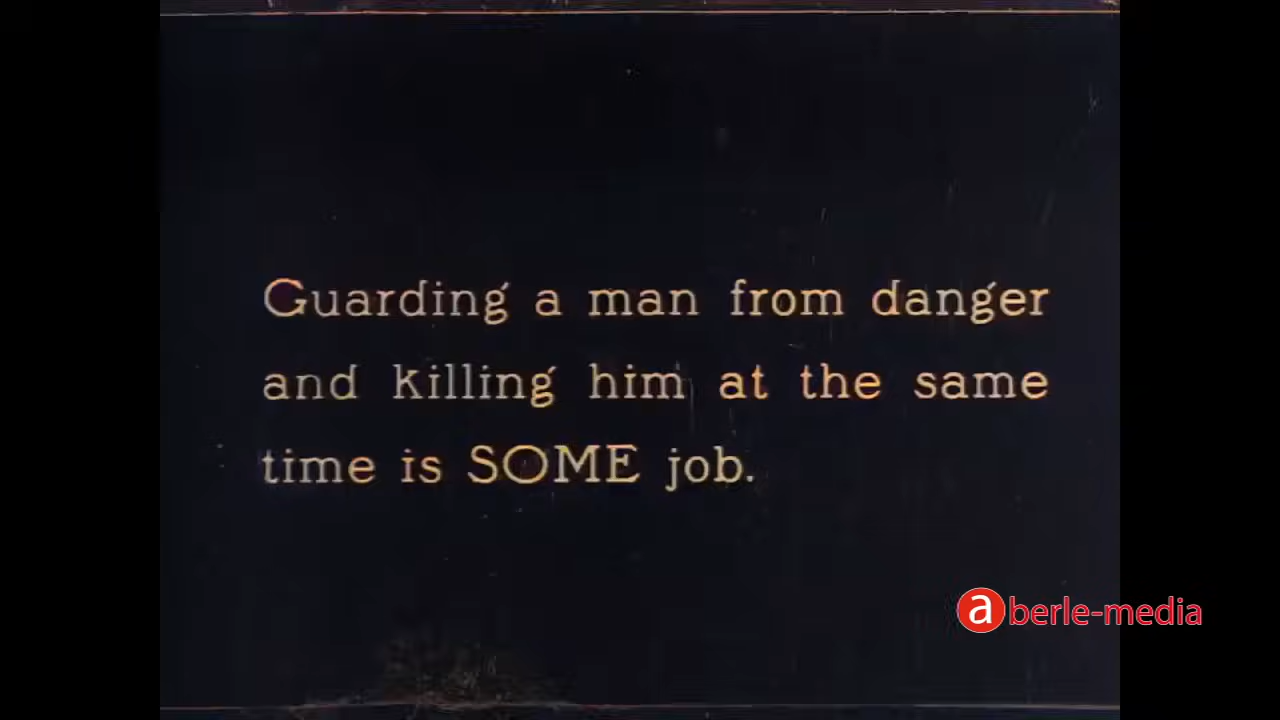 Guarding a man from danger
and killing him at the same
time is SOME job.
aberle-media